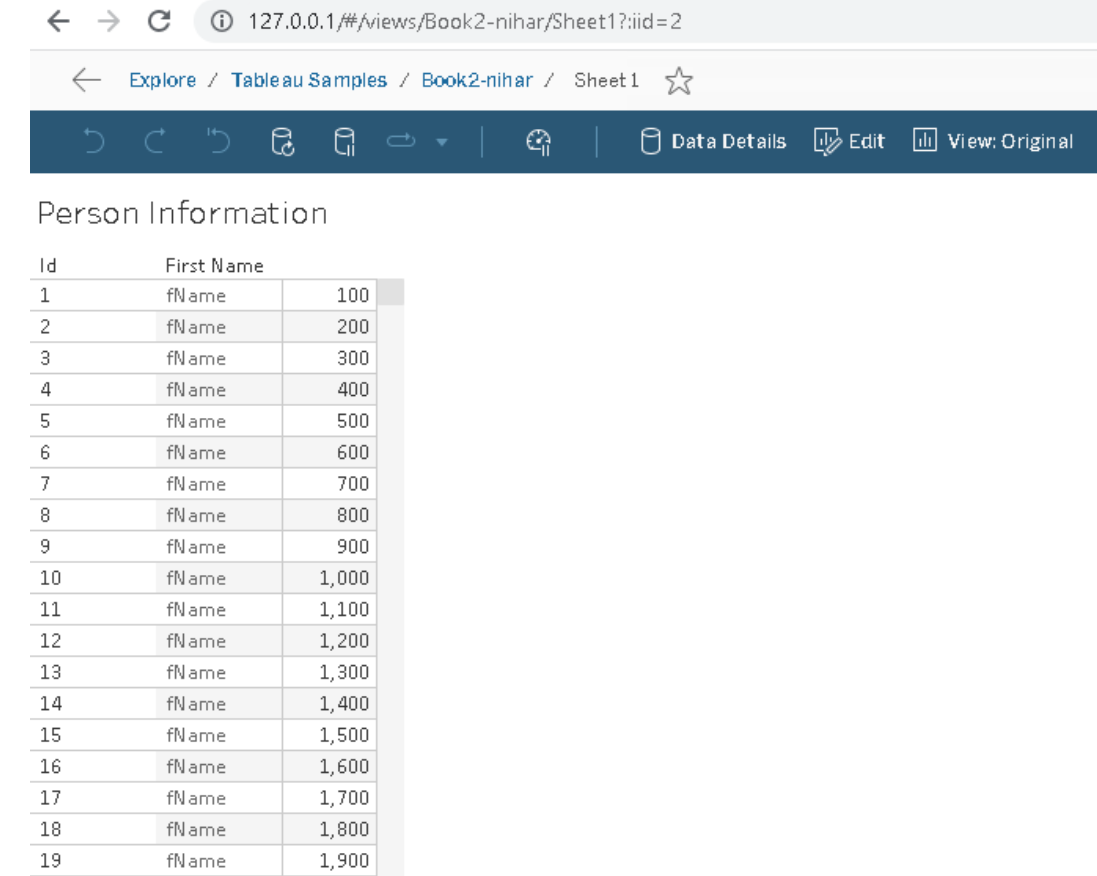 127.0.0.1/#/views/Book2-nihar/Sheet1?:iid=2
Explore / Tableau Samples / Book2-nihar / Sheet 1
Data Details Edit View: Original
Person Information
Id First Name
1 fName 100
2 fName 200
3 fName 300
4 fName 400
5 fName 500
6 fName 600
7 fName 700
8 fName 800
9 fName 900
10 fName 1,000
11 fName 1,100
12 fName 1,200
13 fName 1,300
14 fName 1,400
15 fName 1,500
16 fName 1,600
17 fName 1,700
18 fName 1,800
19 fName 1,900